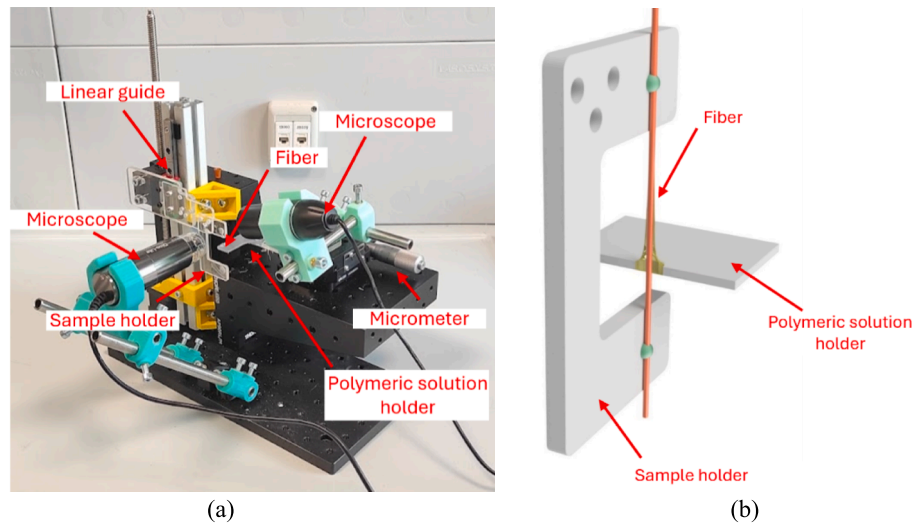 Linear guide
Microscope
Fiber
Microscope
Sample holder
Micrometer
Polymeric solution
holder
(a)
Fiber
Polymeric solution
holder
Sample holder
(b)